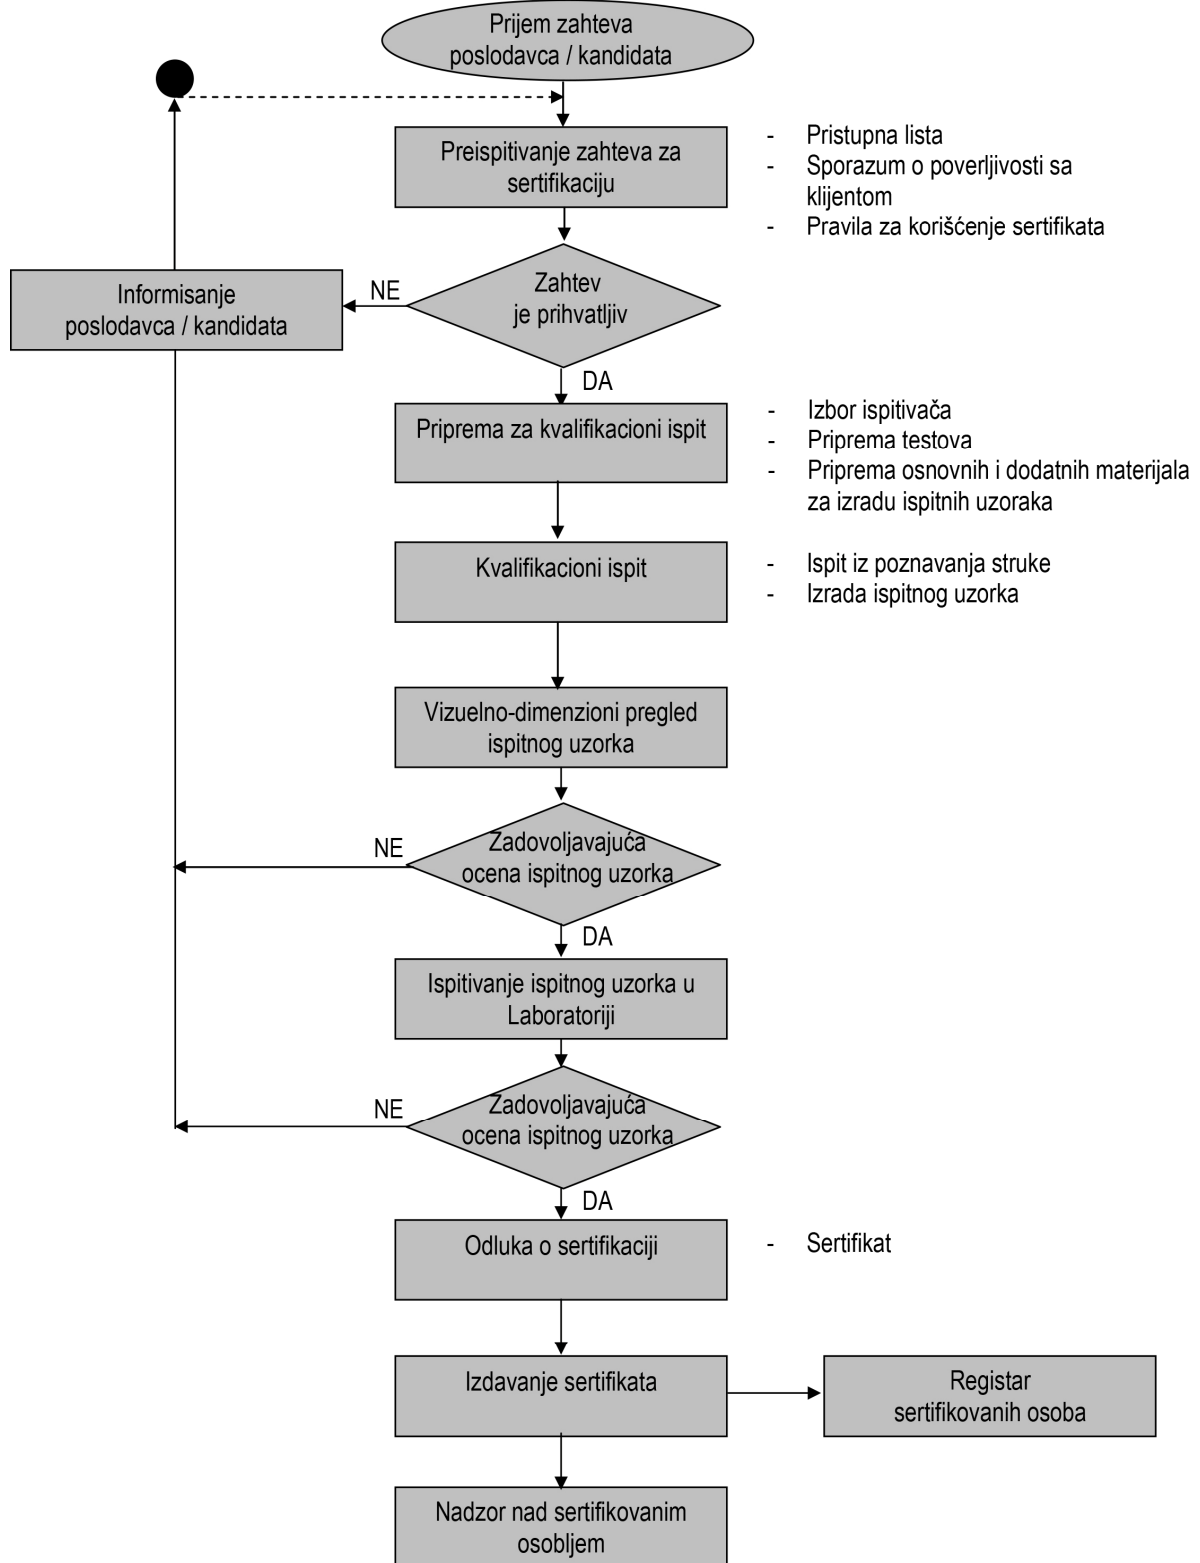 Prijem zahteva
poslodavca / kandidata
Preispitivanje zahteva za
sertifikaciju
- Pristupna lista
- Sporazum o poverljivosti sa
klijentom
- Pravila za korišćenje sertifikata
Zahtev
je prihvatljiv
NE
Informisanje
poslodavca / kandidata
DA
Priprema za kvalifikacioni ispit
- Izbor ispitivača
- Priprema testova
- Priprema osnovnih i dodatnih materijala
za izradu ispitnih uzoraka
Kvalifikacioni ispit
- Ispit iz poznavanja struke
- Izrada ispitnog uzorka
Vizuelno-dimenzioni pregled
ispitnog uzorka
Zadovoljavajuća
ocena ispitnog uzorka
NE
DA
Ispitivanje ispitnog uzorka u
Laboratoriji
Zadovoljavajuća
ocena ispitnog uzorka
NE
DA
Odluka o sertifikaciji
- Sertifikat
Izdavanje sertifikata
Registar
sertifikovanih osoba
Nadzor nad sertifikovanim
osobljem